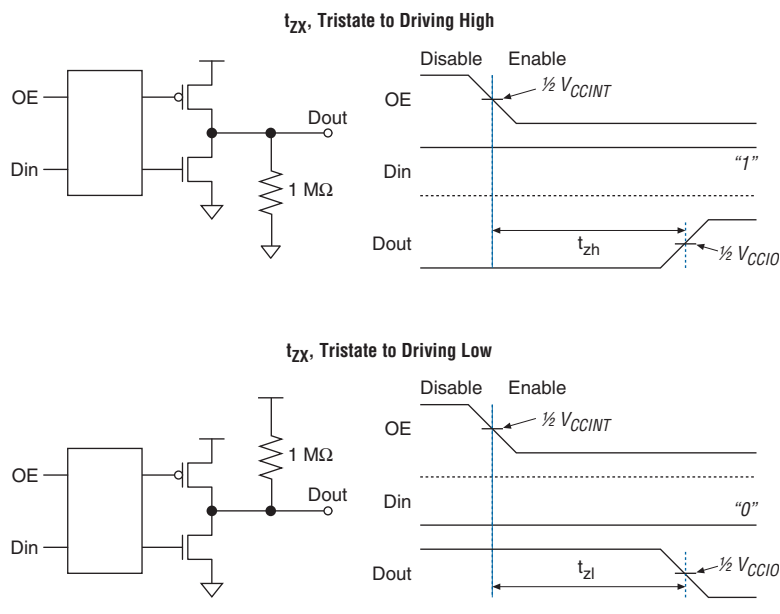 tZX, Tristate to Driving High
Disable Enable
OE
½ VCCINT
OE
Dout
Din
1 MΩ
Din
"1"
Dout
tzh
½ VCCIO
tZX, Tristate to Driving Low
Disable Enable
OE
½ VCCINT
1 MΩ
OE
Dout
Din
Din
"0"
Dout
tzl
½ VCCIO